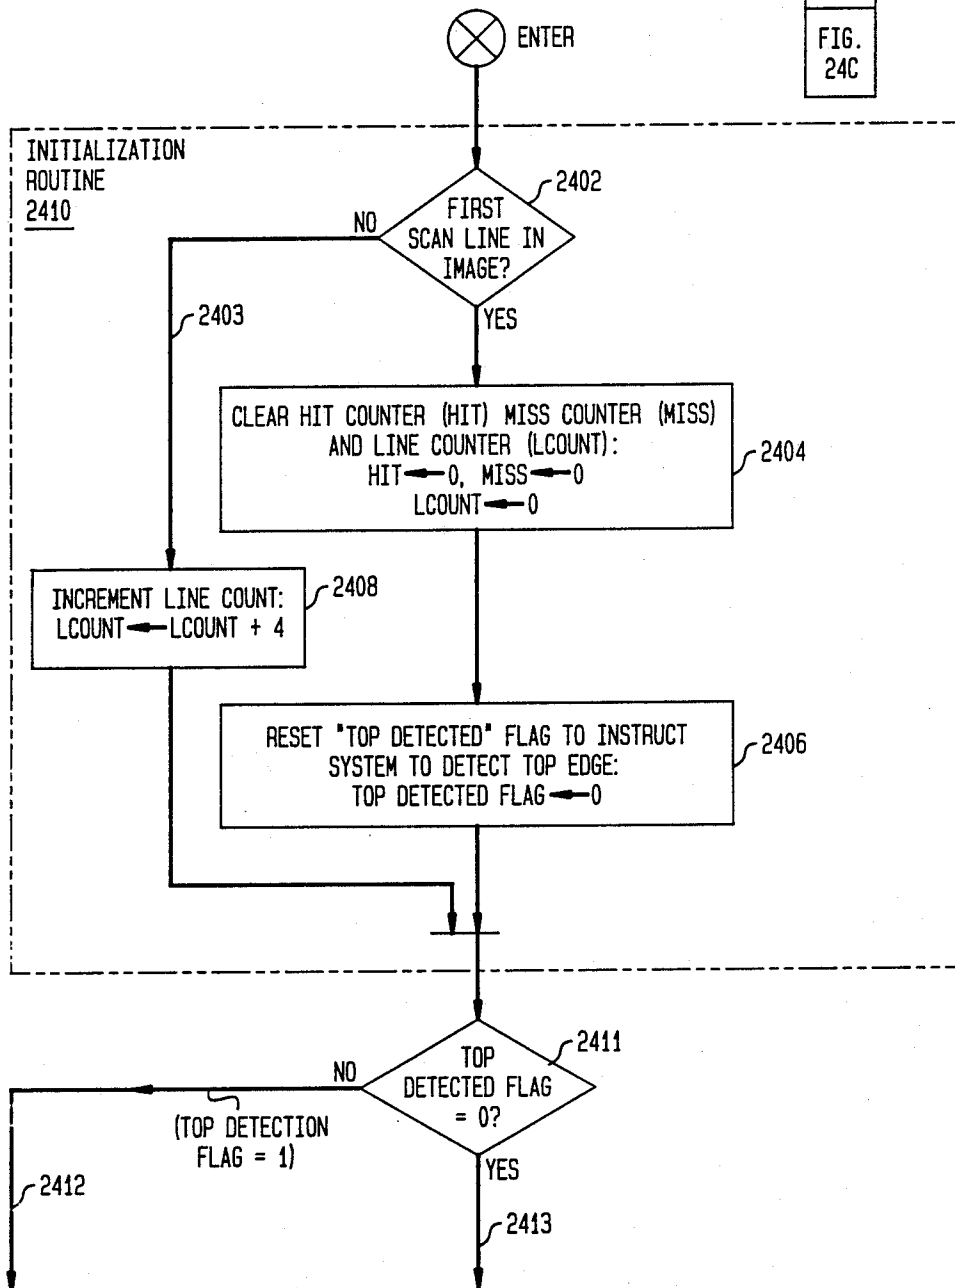 ENTER
FIG.
24C
INITIALIZATION
ROUTINE
2410
2402
FIRST
SCAN LINE IN
IMAGE?
NO
YES
2403
CLEAR HIT COUNTER (HIT) MISS COUNTER (MISS)
AND LINE COUNTER (LCOUNT):
HIT←0, MISS←0
LCOUNT←0
2404
INCREMENT LINE COUNT:
LCOUNT←LCOUNT + 4
2408
RESET "TOP DETECTED" FLAG TO INSTRUCT
SYSTEM TO DETECT TOP EDGE:
TOP DETECTED FLAG←0
2406
2411
TOP
DETECTED FLAG
= 0?
NO
(TOP DETECTION
FLAG = 1)
YES
2412
2413